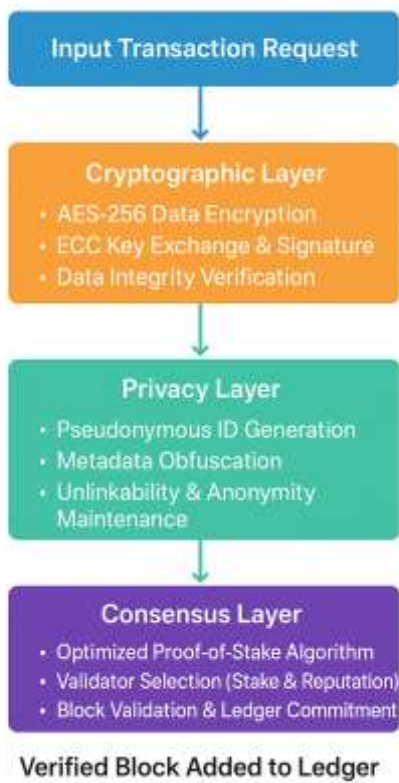 Input Transaction Request
Cryptographic Layer
• AES-256 Data Encryption
• ECC Key Exchange & Signature
• Data Integrity Verification
Privacy Layer
• Pseudonymous ID Generation
• Metadata Obfuscation
• Unlinkability & Anonymity
Maintenance
Consensus Layer
• Optimized Proof-of-Stake Algorithm
• Validator Selection (Stake & Reputation)
• Block Validation & Ledger Commitment
Verified Block Added to Ledger